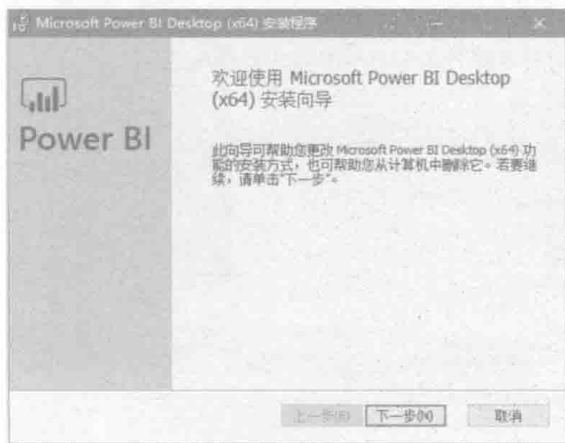 Microsoft Power BI Desktop (x64) 安装程序
Power BI
欢迎使用 Microsoft Power BI Desktop
(x64) 安装向导
此向导可帮助您更改 Microsoft Power BI Desktop (x64) 功
能的安装方式，也可帮助您从计算机中删除它。若要继
续，请单击“下一步”。
上一步(B)
下一步(N)
取消